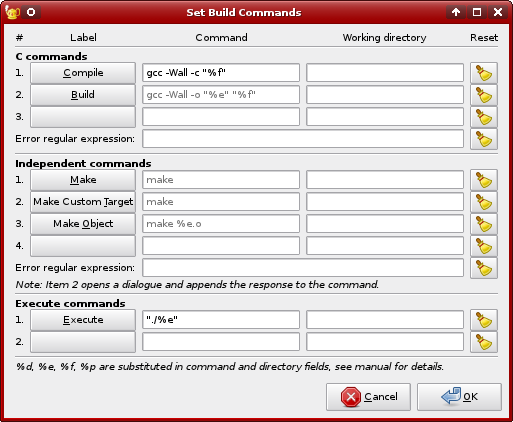 Set Build Commands
# Label Command Working directory Reset
C commands
1. Compile gcc -Wall -c "%f"
2. Build gcc -Wall -o "%e" "%f"
3.
Error regular expression:
Independent commands
1. Make make
2. Make Custom Target make
3. Make Object make %e.o
4.
Error regular expression:
Note: Item 2 opens a dialogue and appends the response to the command.
Execute commands
1. Execute "./%e"
2.
%d, %e, %f, %p are substituted in command and directory fields, see manual for details.
Cancel OK